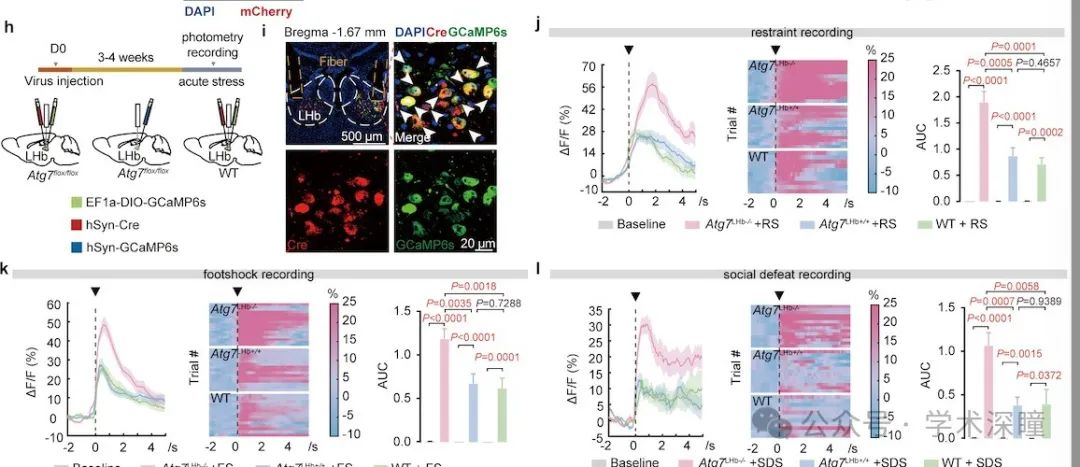 DAPI mCherry
h
D0
3-4 weeks
photometry
recording
Virus injection
acute stress
LHb
LHb
LHb
Atg7flox/flox
Atg7flox/flox
WT
EF1a-DIO-GCaMP6s
hSyn-Cre
hSyn-GCaMP6s
i
Bregma -1.67 mm
DAPICreGCaMP6s
Fiber
LHb
500 μm
Merge
Cre
GCaMP6s
20 μm
j
restraint recording
ΔF/F (%)
70
56
42
28
14
0
-10
-2 0 2 4 /s
Trial #
Atg7LHb-/-
Atg7LHb+/+
WT
-2 0 2 4 /s
%
25
20
15
10
5
0
-5
-10
AUC
2.5
2.0
1.5
1.0
0.5
0.0
P=0.0001
P=0.0005 P=0.4657
P<0.0001
P=0.0001
P=0.0002
Baseline Atg7LHb-/-+RS Atg7LHb+/++RS WT + RS
k
footshock recording
ΔF/F (%)
60
50
40
30
20
10
0
-10
-2 0 2 4 /s
Trial #
Atg7LHb-/-
Atg7LHb+/+
WT
-2 0 2 4 /s
%
25
20
15
10
5
0
-5
-10
AUC
1.5
1.0
0.5
0.0
P=0.0018
P=0.0035 P=0.7288
P<0.0001
P<0.0001
P=0.0001
Baseline Atg7LHb-/-+FS Atg7LHb+/++FS WT + FS
l
social defeat recording
ΔF/F (%)
35
30
25
20
15
10
5
0
-5
-2 0 2 4 /s
Trial #
Atg7LHb-/-
Atg7LHb+/+
WT
-2 0 2 4 /s
%
25
20
15
10
5
0
-5
-10
AUC
1.5
1.0
0.5
0.0
P=0.0058
P=0.0007 P=0.9389
P<0.0001
P=0.0015
P=0.0372
Baseline Atg7LHb-/-+SDS Atg7LHb+/++SDS WT + SDS
公众号 · 学术深瞳